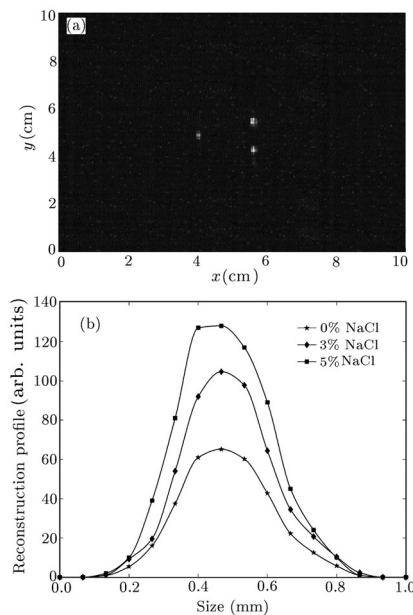 10
(a)
8
6
y(cm)
4
2
0
0 2 4 6 8 10
x(cm)
140
(b)
120
0% NaCl
3% NaCl
5%NaCl
100
80
60
40
20
0
Reconstruction profile(arb. units)
0.0 0.2 0.4 0.6 0.8 1.0
Size (mm)